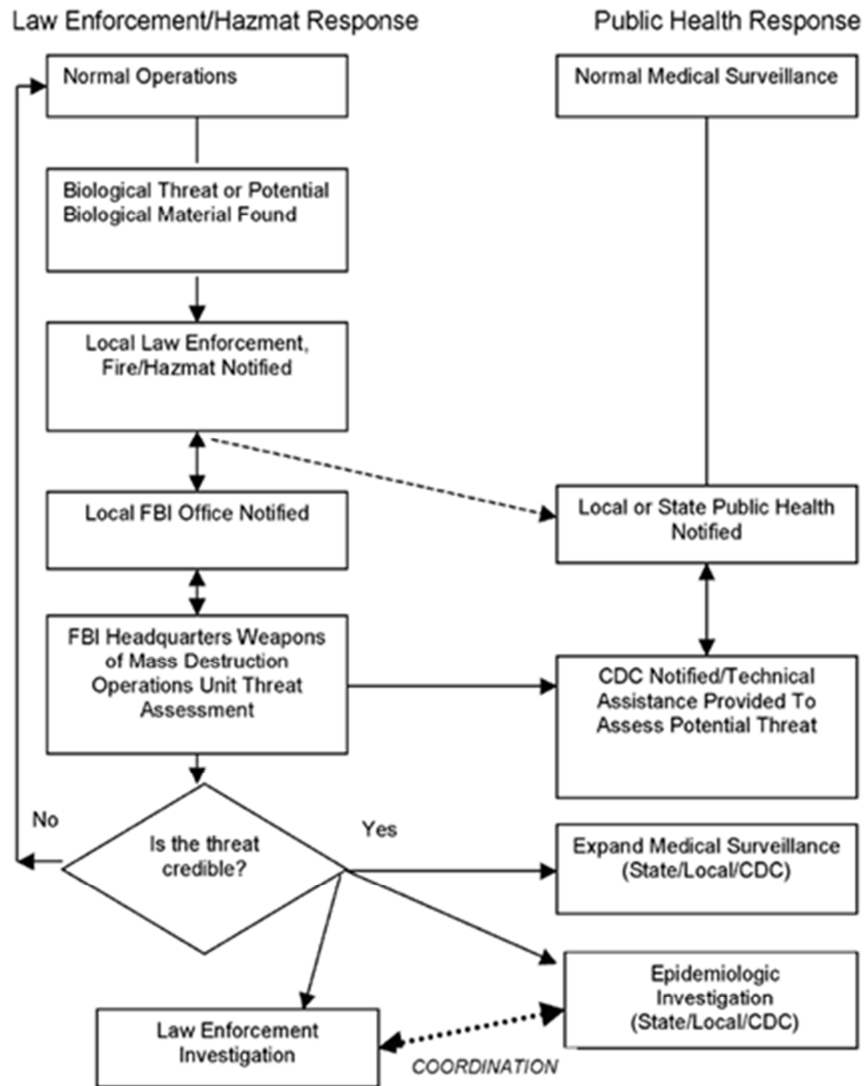 Law Enforcement/Hazmat Response
Public Health Response
Normal Operations
Normal Medical Surveillance
Biological Threat or Potential
Biological Material Found
Local Law Enforcement,
Fire/Hazmat Notified
Local FBI Office Notified
Local or State Public Health
Notified
FBI Headquarters Weapons
of Mass Destruction
Operations Unit Threat
Assessment
CDC Notified/Technical
Assistance Provided To
Assess Potential Threat
No
Yes
Is the threat
credible?
Expand Medical Surveillance
(State/Local/CDC)
Epidemiologic
Investigation
(State/Local/CDC)
Law Enforcement
Investigation
COORDINATION